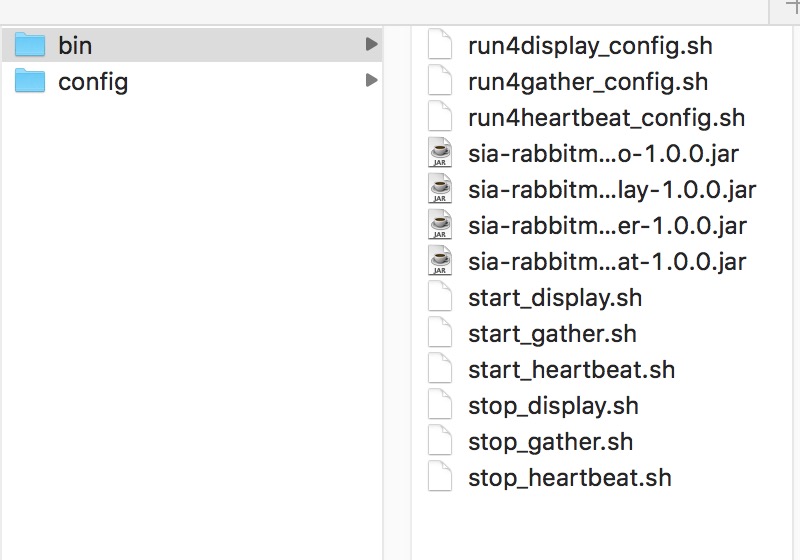 bin
config
run4display_config.sh
run4gather_config.sh
run4heartbeat_config.sh
sia-rabbitm...o-1.0.0.jar
sia-rabbitm...lay-1.0.0.jar
sia-rabbitm...er-1.0.0.jar
sia-rabbitm...at-1.0.0.jar
start_display.sh
start_gather.sh
start_heartbeat.sh
stop_display.sh
stop_gather.sh
stop_heartbeat.sh
JAR
JAR
JAR
JAR